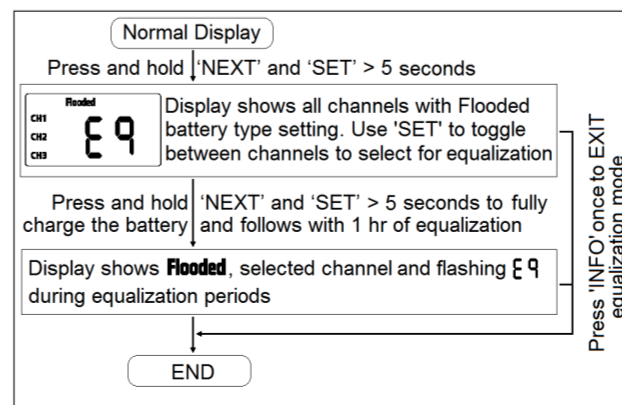 Normal Display
Press and hold 'NEXT' and 'SET' > 5 seconds
Flooded
CH1
CH2
CH3
E9
Display shows all channels with Flooded
battery type setting. Use 'SET' to toggle
between channels to select for equalization
Press and hold 'NEXT' and 'SET' > 5 seconds to fully
charge the battery and follows with 1 hr of equalization
Display shows Flooded, selected channel and flashing E9
during equalization periods
END
Press 'INFO' once to EXIT
equalization mode